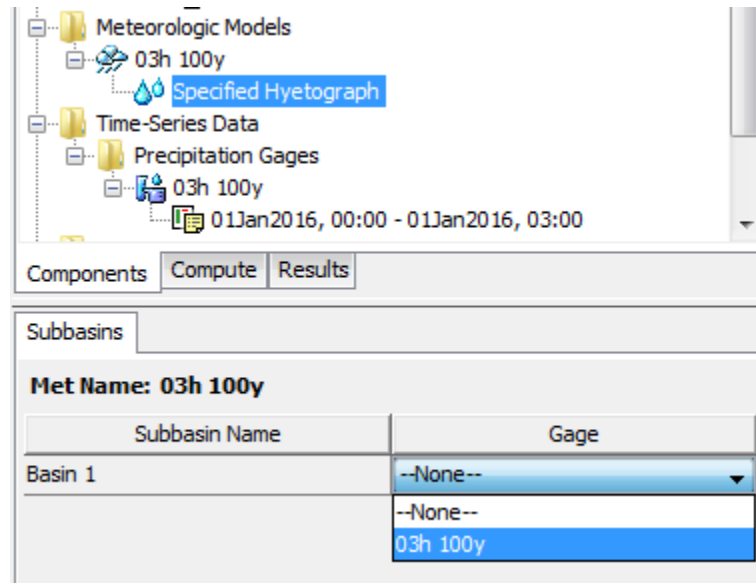 Meteorologic Models
03h 100y
Specified Hyetograph
Time-Series Data
Precipitation Gages
03h 100y
01Jan2016, 00:00 - 01Jan2016, 03:00
Components Compute Results
Subbasins
Met Name: 03h 100y
Subbasin Name Gage
Basin 1 --None--
--None--
03h 100y